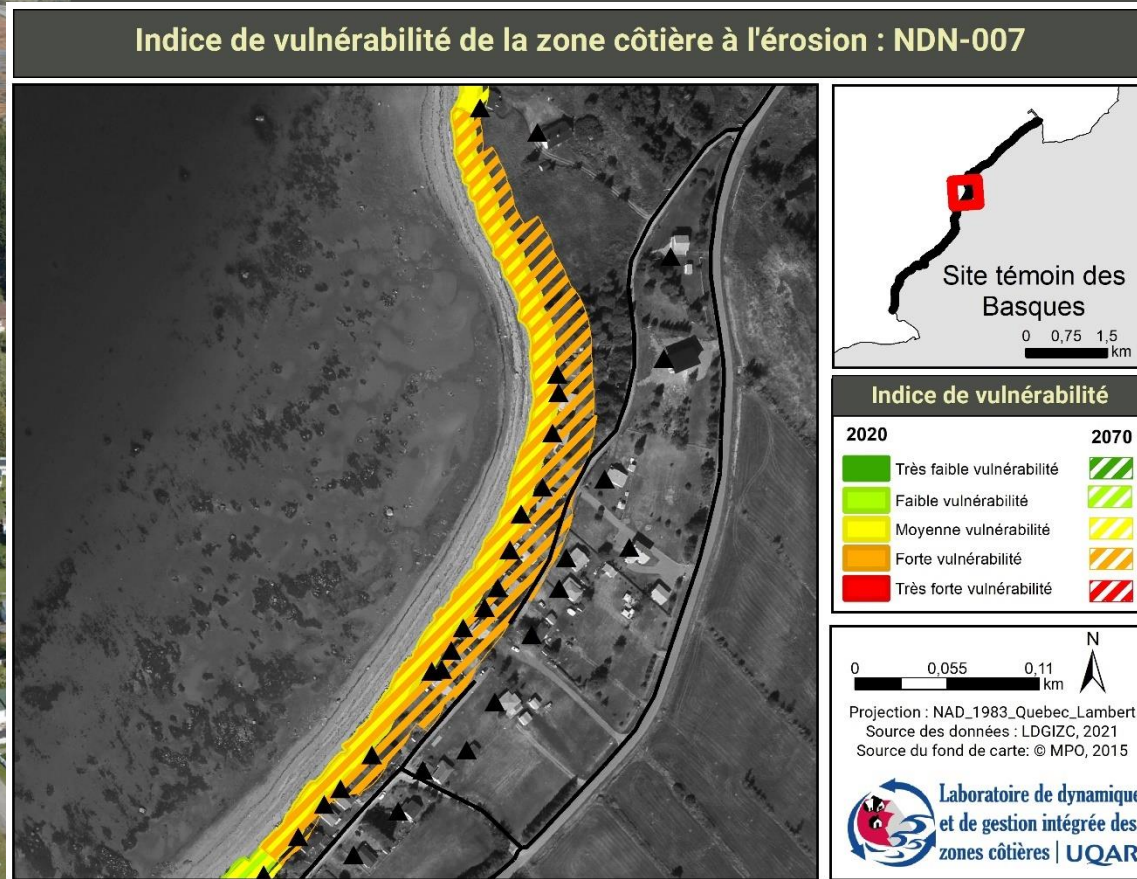 Indice de vulnérabilité de la zone côtière à l'érosion : NDN-007
Site témoin des
Basques
0 0,75 1,5
km
Indice de vulnérabilité
2020 2070
Très faible vulnérabilité
Faible vulnérabilité
Moyenne vulnérabilité
Forte vulnérabilité
Très forte vulnérabilité
N
0 0,055 0,11
km
Projection : NAD_1983_Quebec_Lambert
Source des données : LDGIZC, 2021
Source du fond de carte: © MPO, 2015
Laboratoire de dynamique
et de gestion intégrée des
zones côtières | UQAR